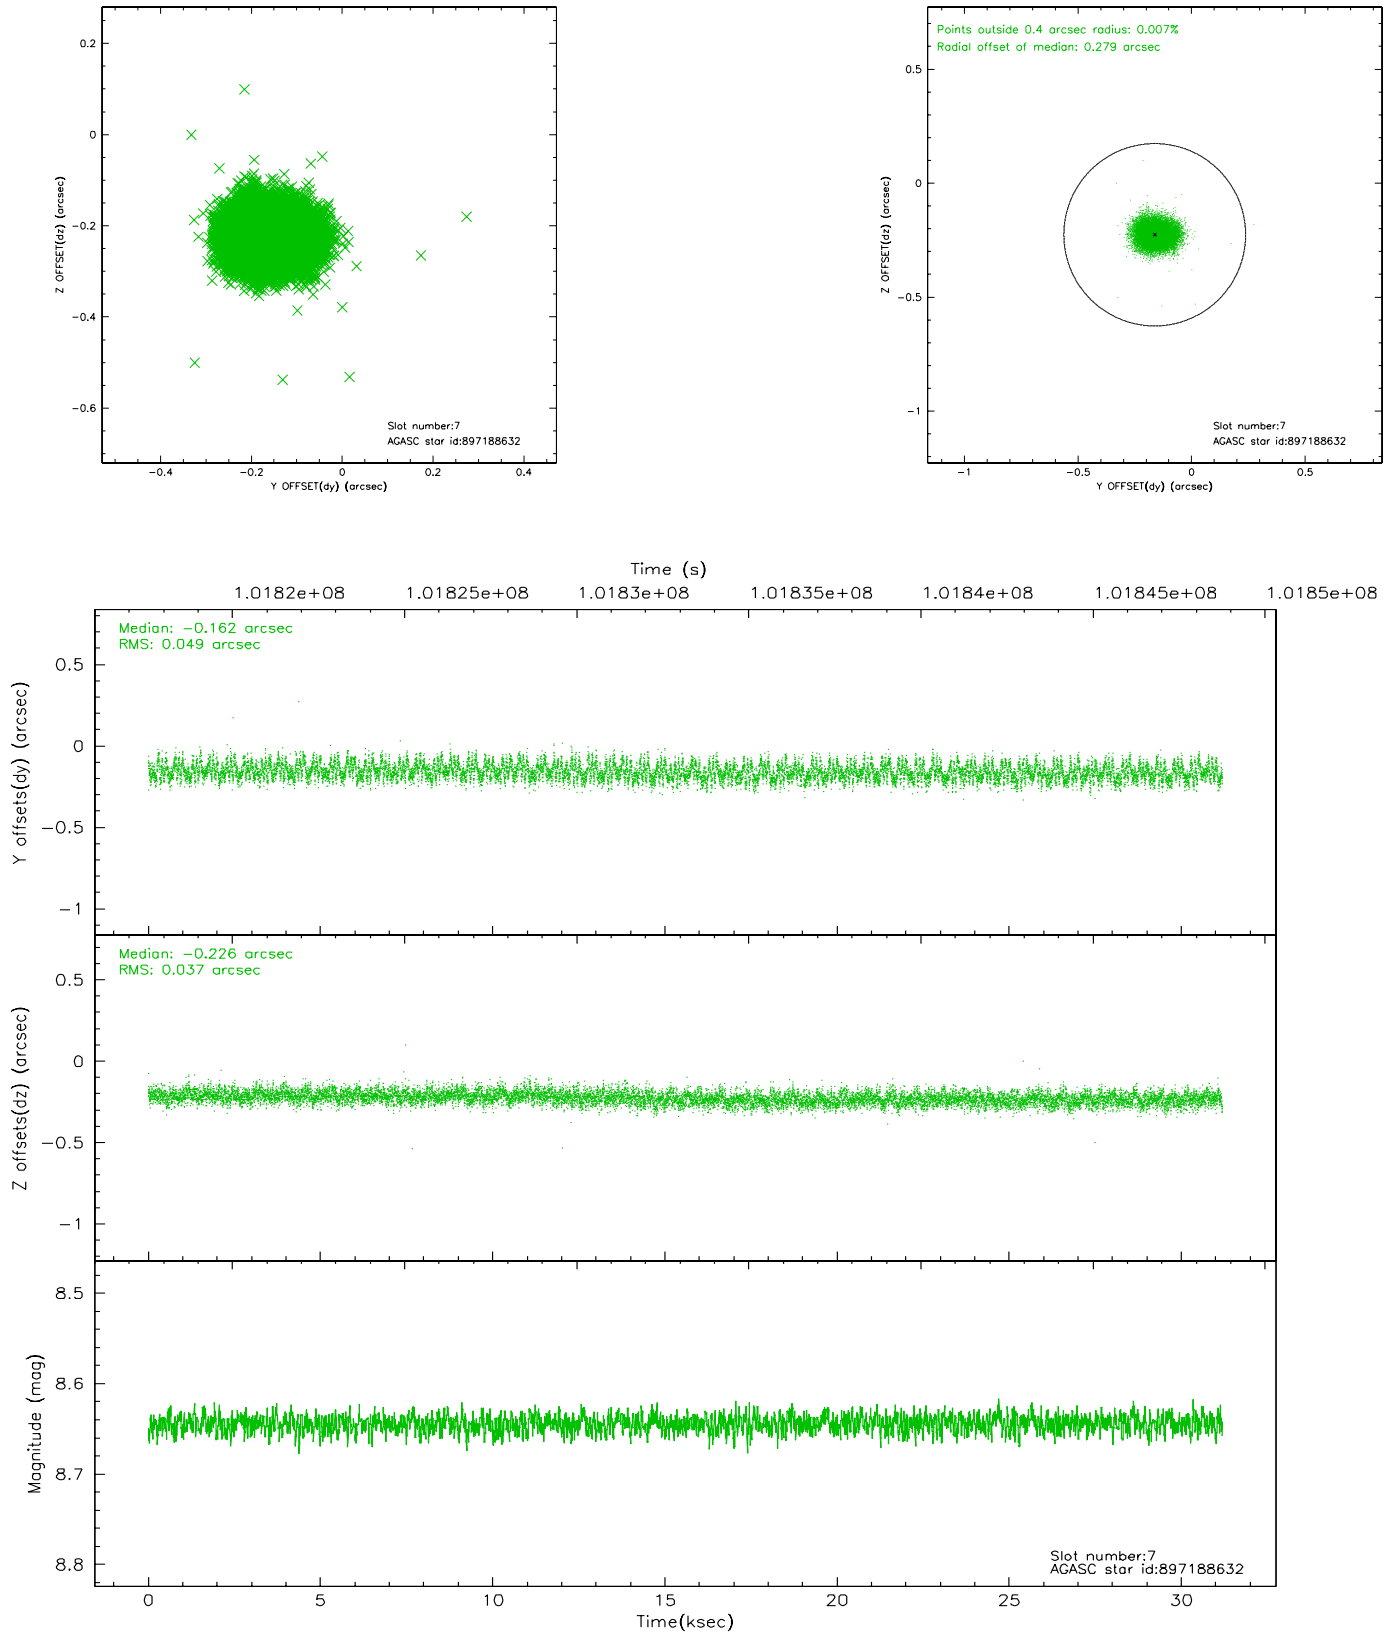 0.2
0
−0.2
−0.4
−0.6
Z OFFSET(dz) (arcsec)
Slot number:7
AGASC star id:897188632
−0.4 −0.2 0 0.2 0.4
Y OFFSET(dy) (arcsec)
Points outside 0.4 arcsec radius: 0.007%
Radial offset of median: 0.279 arcsec
0.5
0
−0.5
−1
Z OFFSET(dz) (arcsec)
Slot number:7
AGASC star id:897188632
−1 −0.5 0 0.5
Y OFFSET(dy) (arcsec)
Time (s)
1.0182e+08 1.01825e+08 1.0183e+08 1.01835e+08 1.0184e+08 1.01845e+08 1.0185e+08
Median: −0.162 arcsec
RMS: 0.049 arcsec
0.5
0
−0.5
−1
Y offsets(dy) (arcsec)
Median: −0.226 arcsec
RMS: 0.037 arcsec
0.5
0
−0.5
−1
Z offsets(dz) (arcsec)
8.5
8.6
8.7
8.8
Magnitude (mag)
Slot number:7
AGASC star id:897188632
0 5 10 15 20 25 30
Time(ksec)